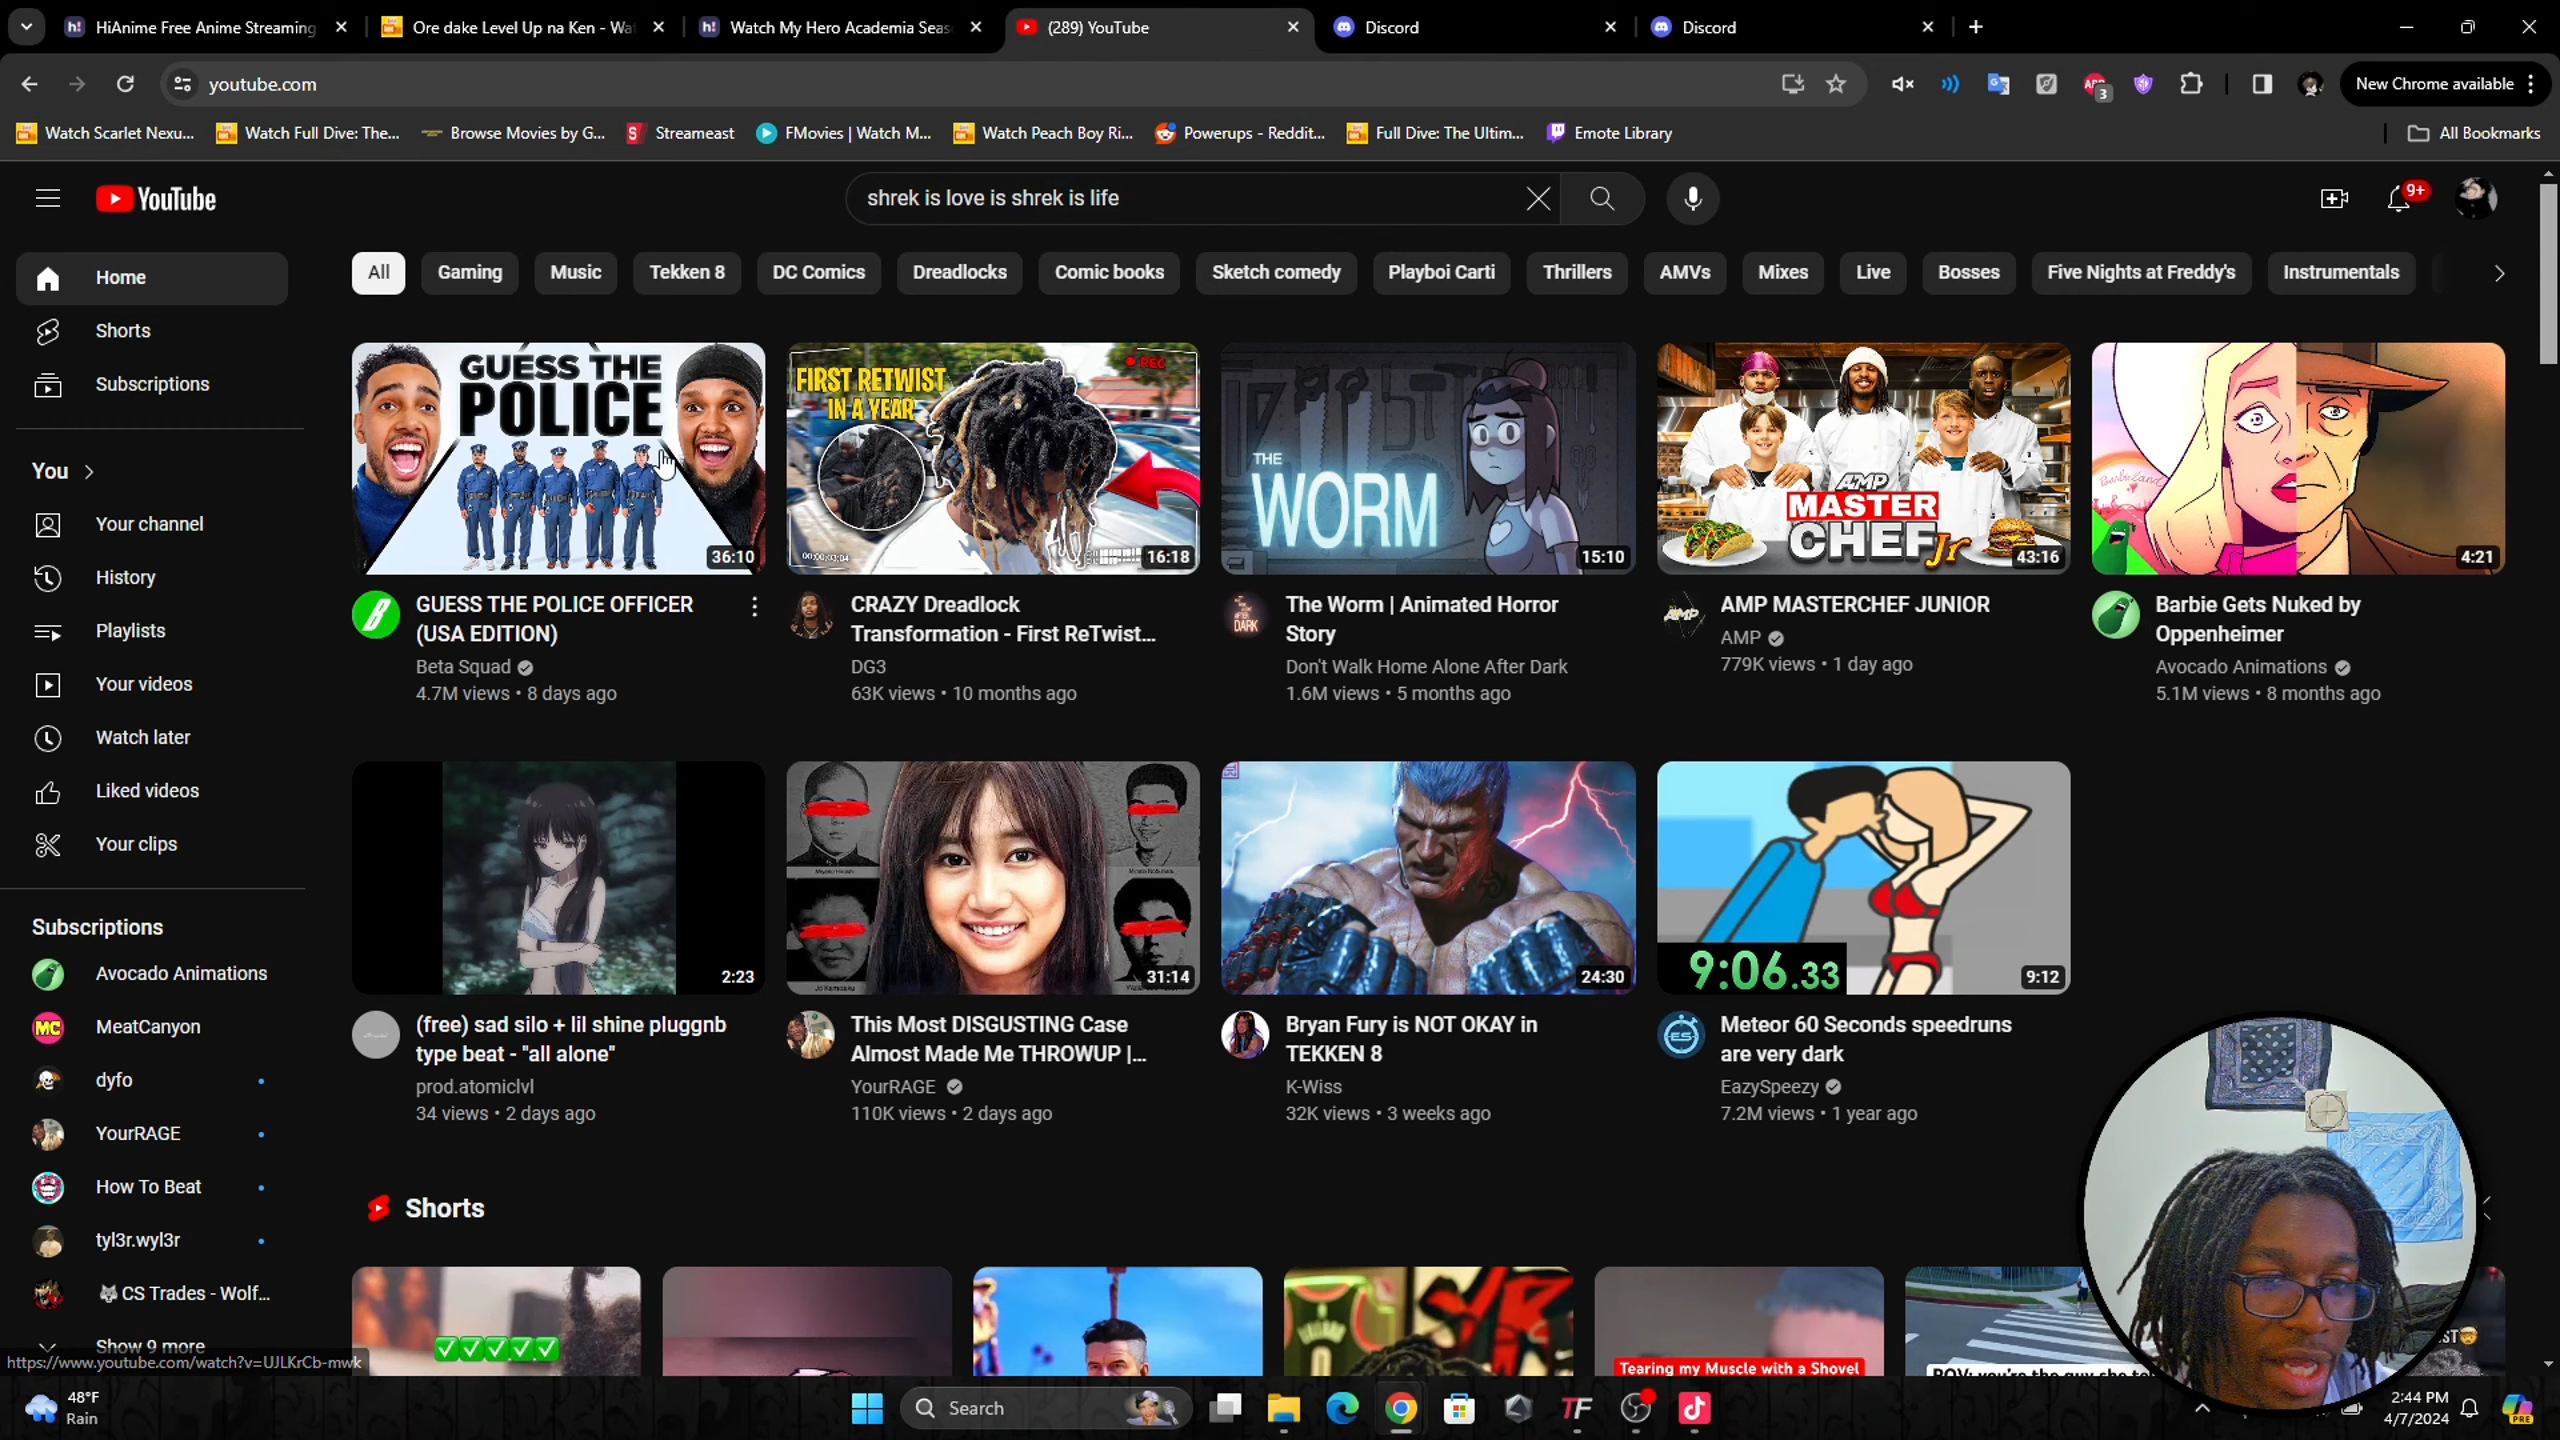 HiAnime Free Anime Streaming
Ore dake Level Up na Ken - Wat
Watch My Hero Academia Seas
(289) YouTube
Discord
Discord
youtube.com
3
New Chrome available
Watch Scarlet Nexu...
Watch Full Dive: The...
Browse Movies by G...
Streameast
FMovies | Watch M...
Watch Peach Boy Ri...
Powerups - Reddit...
Full Dive: The Ultim...
Emote Library
All Bookmarks
YouTube
shrek is love is shrek is life
9+
Home
Shorts
Subscriptions
You
Your channel
History
Playlists
Your videos
Watch later
Liked videos
Your clips
Subscriptions
Avocado Animations
MeatCanyon
dyfo
YourRAGE
How To Beat
tyl3r.wyl3r
🐺CS Trades - Wolf...
Show 9 more
https://www.youtube.com/watch?v=UJLKrCb-mwk
All
Gaming
Music
Tekken 8
DC Comics
Dreadlocks
Comic books
Sketch comedy
Playboi Carti
Thrillers
AMVs
Mixes
Live
Bosses
Five Nights at Freddy's
Instrumentals
GUESS THE
POLICE
36:10
GUESS THE POLICE OFFICER
(USA EDITION)
Beta Squad
4.7M views • 8 days ago
FIRST RETWIST
IN A YEAR
REC
16:18
CRAZY Dreadlock
Transformation - First ReTwist...
DG3
63K views • 10 months ago
THE
WORM
15:10
The Worm | Animated Horror
Story
Don't Walk Home Alone After Dark
1.6M views • 5 months ago
AMP
MASTER
CHEF Jr
43:16
AMP MASTERCHEF JUNIOR
AMP
779K views • 1 day ago
4:21
Barbie Gets Nuked by
Oppenheimer
Avocado Animations
5.1M views • 8 months ago
2:23
(free) sad silo + lil shine pluggnb
type beat - "all alone"
prod.atomiclvl
34 views • 2 days ago
31:14
This Most DISGUSTING Case
Almost Made Me THROWUP |...
YourRAGE
110K views • 2 days ago
24:30
Bryan Fury is NOT OKAY in
TEKKEN 8
K-Wiss
32K views • 3 weeks ago
9:06.33
9:12
Meteor 60 Seconds speedruns
are very dark
EazySpeezy
7.2M views • 1 year ago
Shorts
Tearing my Muscle with a Shovel
48°F
Rain
Search
2:44 PM
4/7/2024